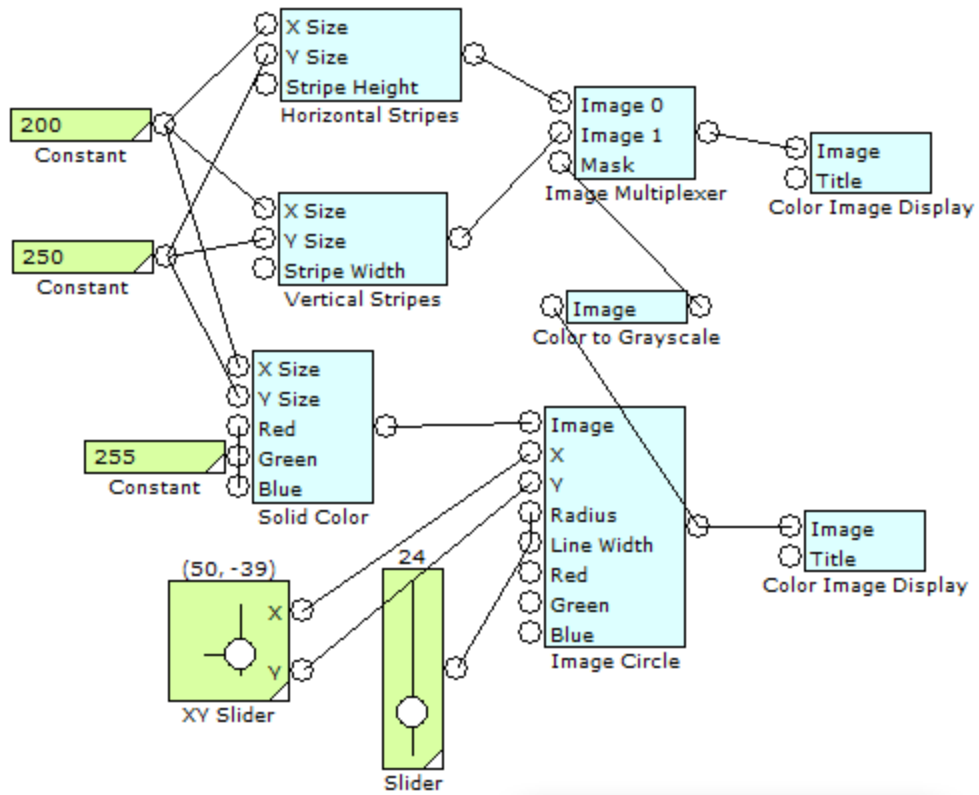 X Size
Y Size
Stripe Height
Horizontal Stripes
200
Constant
Image 0
Image 1
Mask
Image Multiplexer
Image
Title
Color Image Display
X Size
Y Size
Stripe Width
Vertical Stripes
250
Constant
Image
Color to Grayscale
X Size
Y Size
Red
Green
Blue
Solid Color
255
Constant
Image
X
Y
Radius
Line Width
Red
Green
Blue
Image Circle
Image
Title
Color Image Display
(50, -39)
X
Y
XY Slider
24
Slider